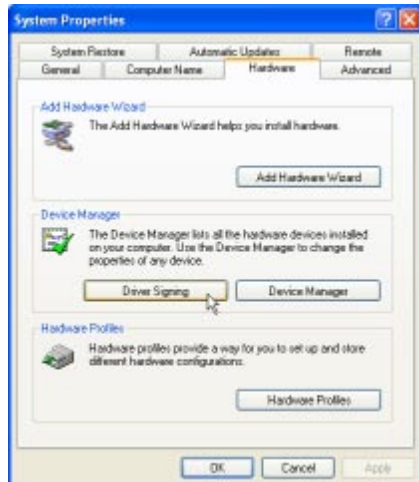 System Properties
System Restore Automatic Updates Remote
General Computer Name Hardware Advanced
Add Hardware Wizard
The Add Hardware Wizard helps you install hardware.
Add Hardware Wizard
Device Manager
The Device Manager lists all the hardware devices installed
on your computer. Use the Device Manager to change the
properties of any device.
Driver Signing Device Manager
Hardware Profiles
Hardware profiles provide a way for you to set up and store
different hardware configurations.
Hardware Profiles
OK Cancel Apply